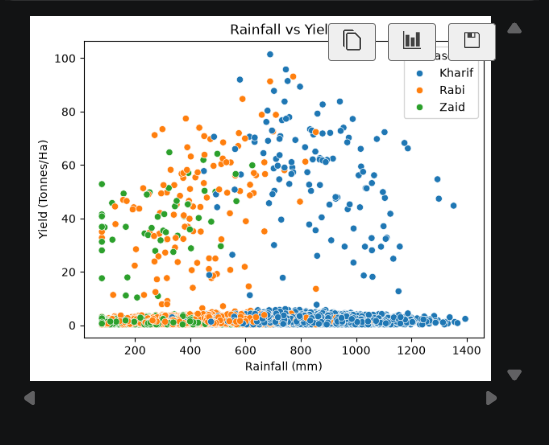 Rainfall vs Yiel
Kharif
Rabi
Zaid
Yield (Tonnes/Ha)
100
80
60
40
20
0
200 400 600 800 1000 1200 1400
Rainfall (mm)